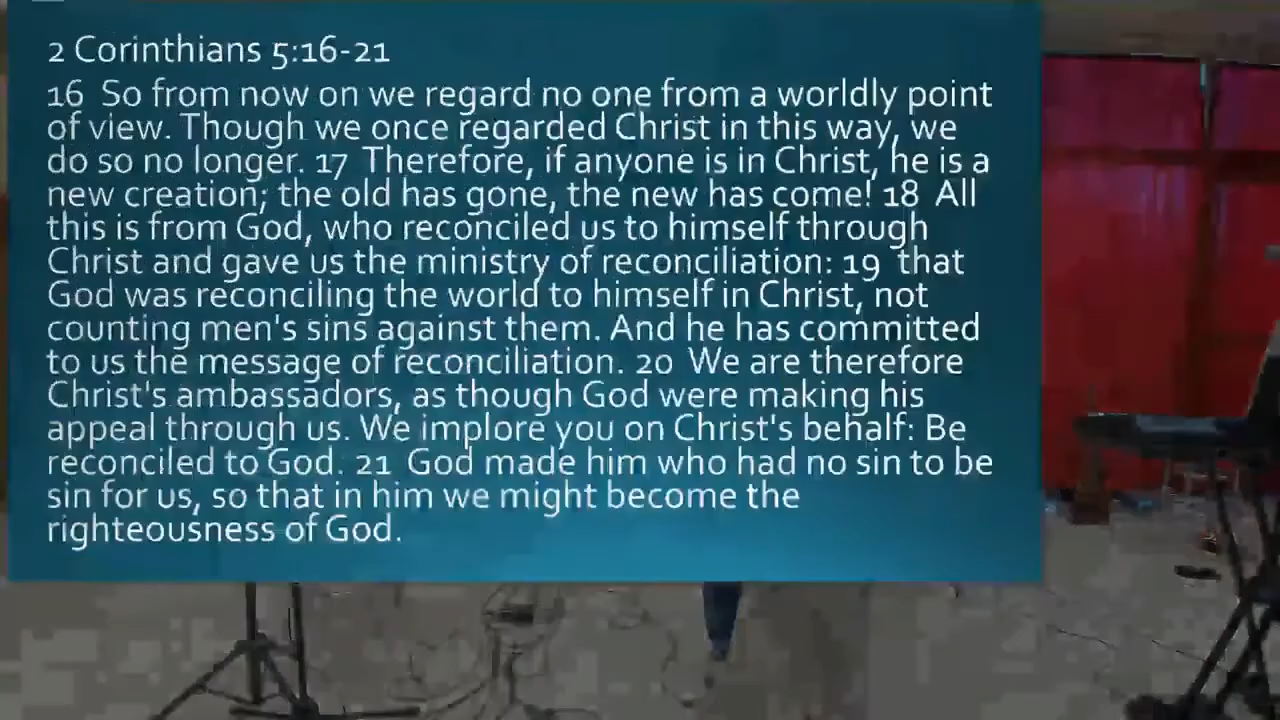 2 Corinthians 5:16-21
16 So from now on we regard no one from a worldly point
of view. Though we once regarded Christ in this way, we
do so no longer. 17 Therefore, if anyone is in Christ, he is a
new creation; the old has gone, the new has come! 18 All
this is from God, who reconciled us to himself through
Christ and gave us the ministry of reconciliation: 19 that
God was reconciling the world to himself in Christ, not
counting men's sins against them. And he has committed
to us the message of reconciliation. 20 We are therefore
Christ's ambassadors, as though God were making his
appeal through us. We implore you on Christ's behalf: Be
reconciled to God. 21 God made him who had no sin to be
sin for us, so that in him we might become the
righteousness of God.